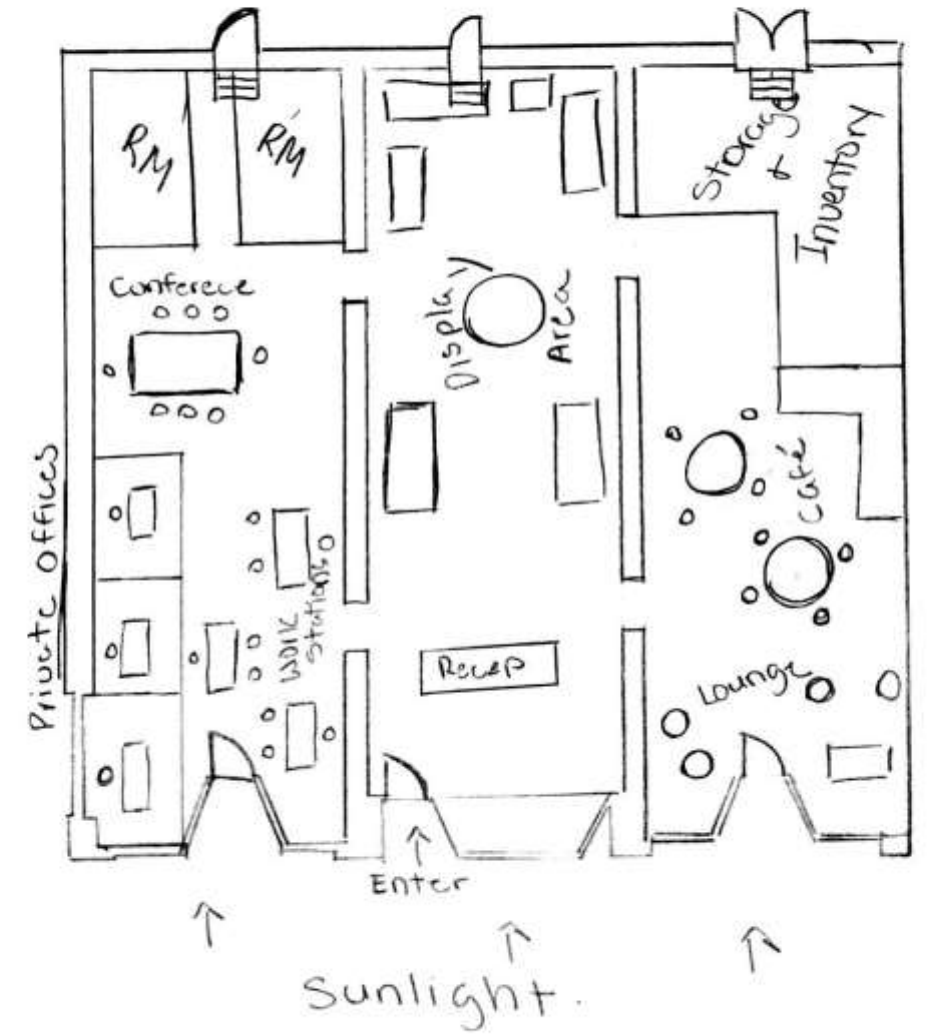 RM
RM
Storage
+
Inventory
Conferece
Display
Area
Private Offices
Café
Work
Stations
Recep
Lounge
Enter
Sunlight.